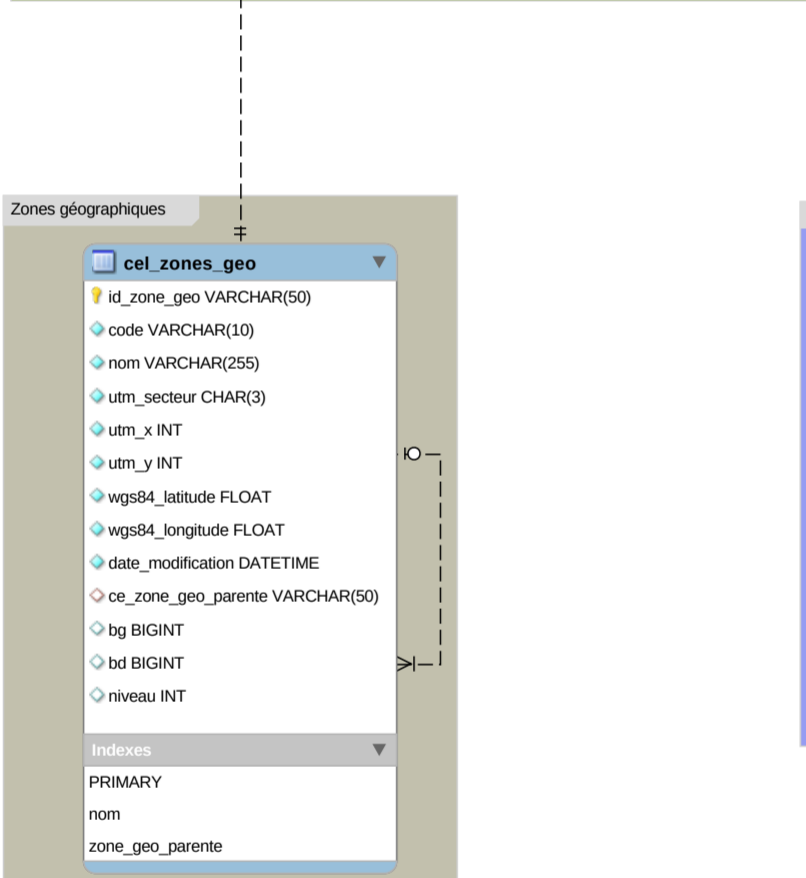 Zones géographiques
cel_zones_geo
id_zone_geo VARCHAR(50)
code VARCHAR(10)
nom VARCHAR(255)
utm_secteur CHAR(3)
utm_x INT
utm_y INT
wgs84_latitude FLOAT
wgs84_longitude FLOAT
date_modification DATETIME
ce_zone_geo_parente VARCHAR(50)
bg BIGINT
bd BIGINT
niveau INT
Indexes
PRIMARY
nom
zone_geo_parente